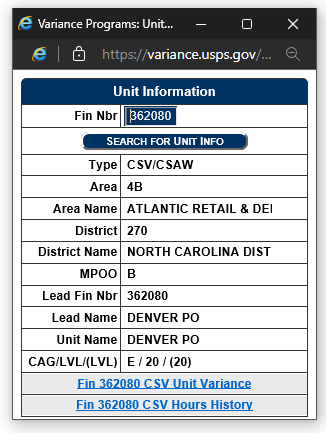 Variance Programs: Unit...
https://variance.usps.gov/...
Unit Information
Fin Nbr 362080
SEARCH FOR UNIT INFO
Type CSV/CSAW
Area 4B
Area Name ATLANTIC RETAIL & DEI
District 270
District Name NORTH CAROLINA DIST
MPOO B
Lead Fin Nbr 362080
Lead Name DENVER PO
Unit Name DENVER PO
CAG/LVL/(LVL) E / 20 / (20)
Fin 362080 CSV Unit Variance
Fin 362080 CSV Hours History